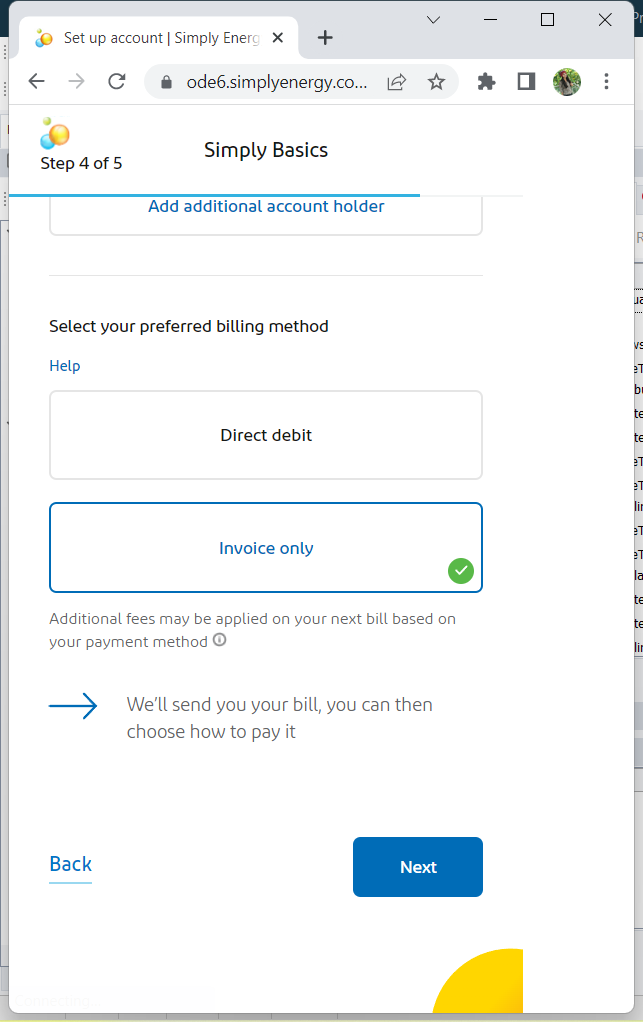 Set up account | Simply Energ
ode6.simplyenergy.co...
Step 4 of 5
Simply Basics
Add additional account holder
Select your preferred billing method
Help
Direct debit
Invoice only
Additional fees may be applied on your next bill based on
your payment method
We'll send you your bill, you can then
choose how to pay it
Back
Next